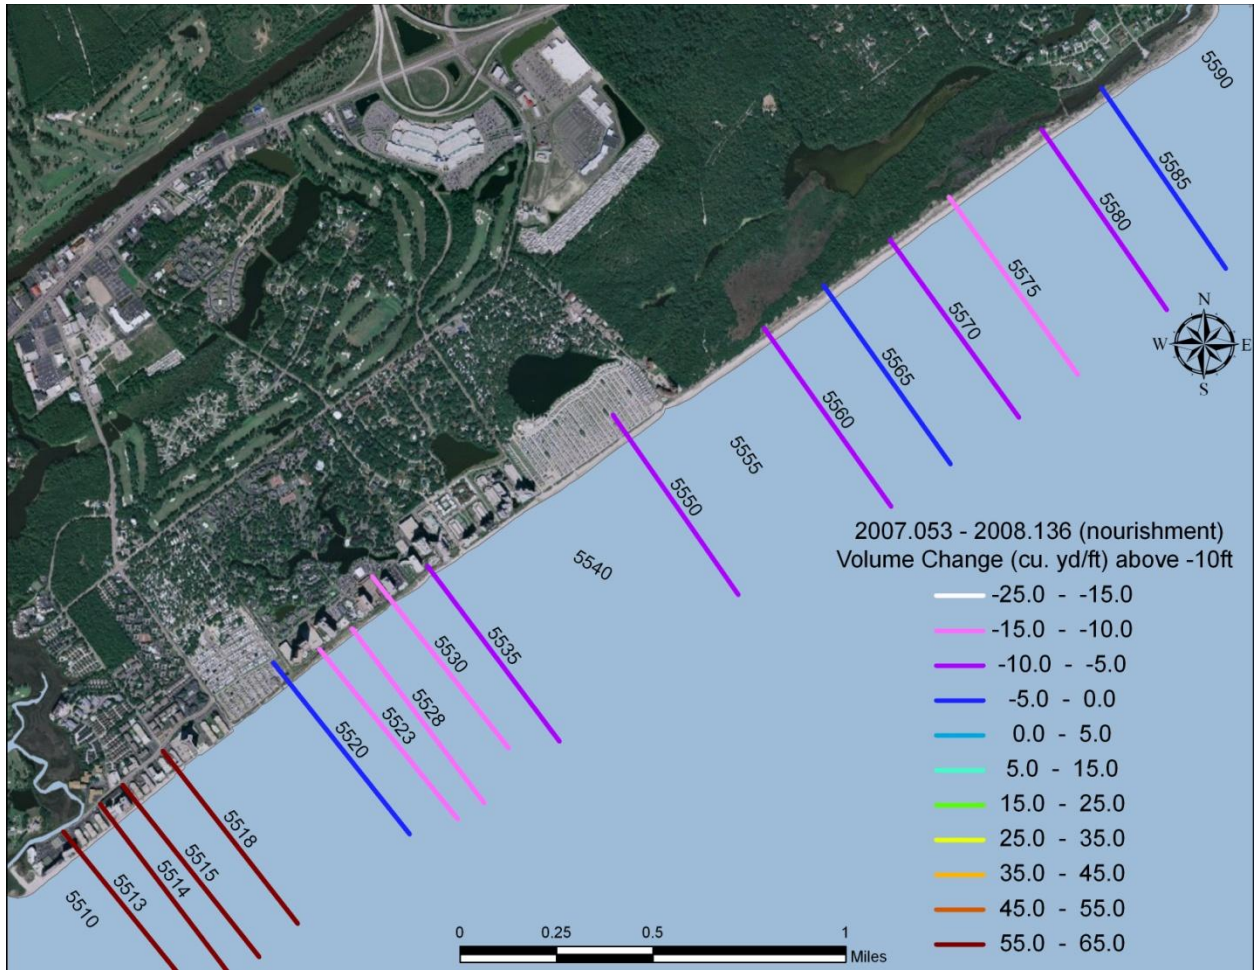 5590
5585
5580
5575
5570
5565
5560
5555
5550
5540
5535
5530
5528
5523
5520
5518
5515
5514
5513
5510
N
W E
S
2007.053 - 2008.136 (nourishment)
Volume Change (cu. yd/ft) above -10ft
-25.0 - -15.0
-15.0 - -10.0
-10.0 - -5.0
-5.0 - 0.0
0.0 - 5.0
5.0 - 15.0
15.0 - 25.0
25.0 - 35.0
35.0 - 45.0
45.0 - 55.0
55.0 - 65.0
0 0.25 0.5 1
Miles